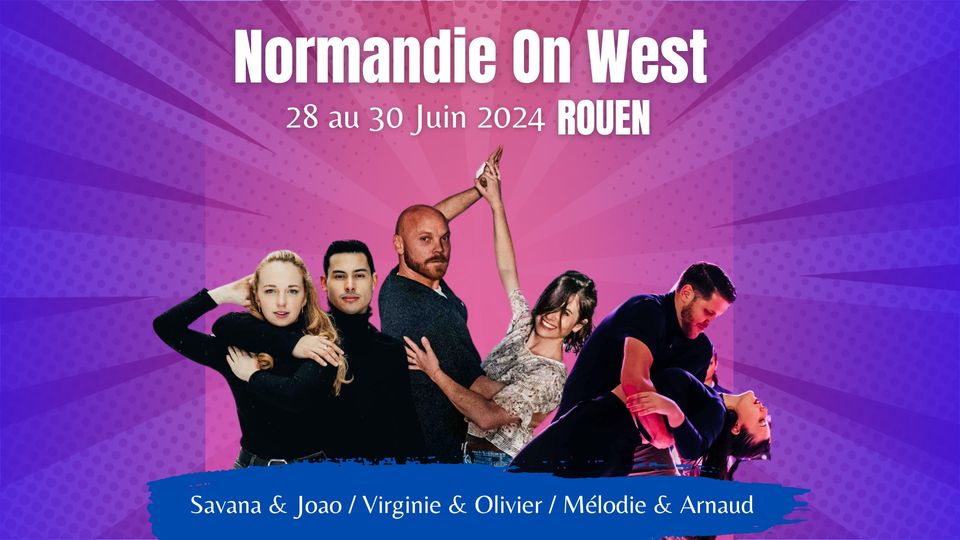 Normandie On West
28 au 30 Juin 2024 ROUEN
Savana & Joao / Virginie & Olivier / Mélodie & Arnaud